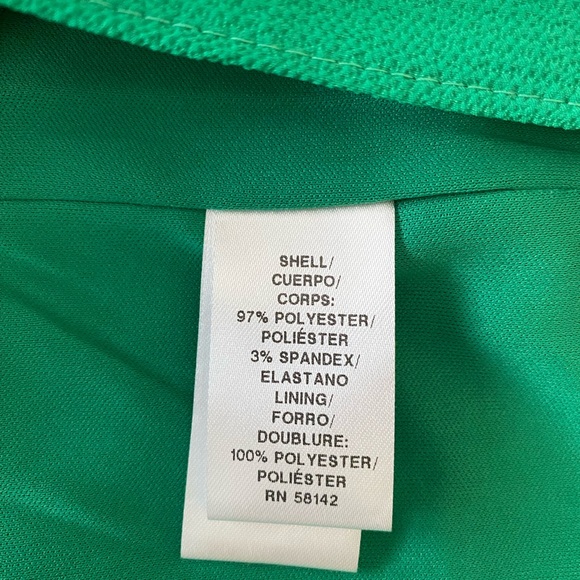 SHELL/
CUERPO/
CORPS:
97% POLYESTER/
POLIÉSTER
3% SPANDEX/
ELASTANO
LINING/
FORRO/
DOUBLURE:
100% POLYESTER/
POLIÉSTER
RN 58142